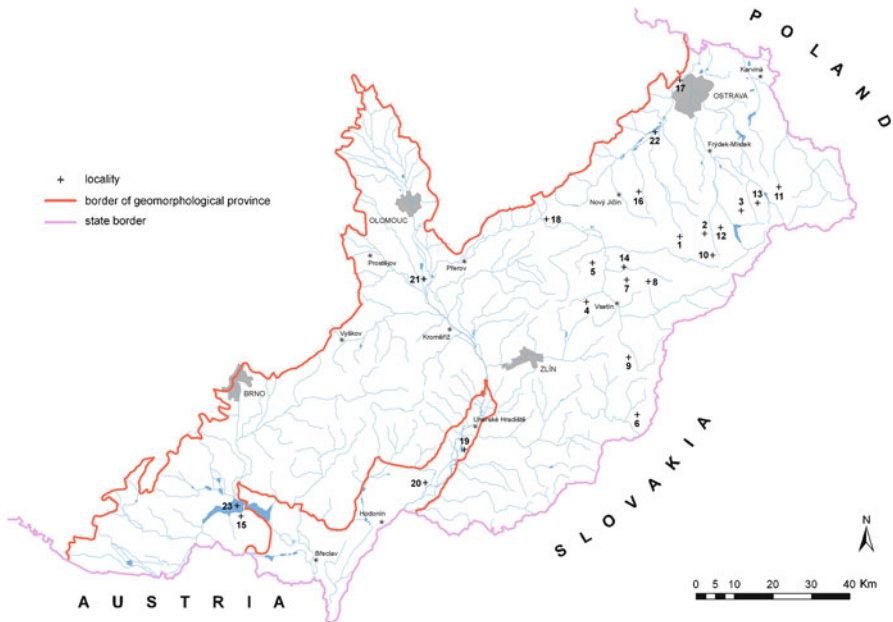 POLAND
Karviná
17
OSTRAVA
22
Frýdek-Místek
locality
border of geomorphological province
state border
OLOMOUC
Nový Jičín
16
13
11
3
18
2
12
1
10
14
5
Prostějov
Přerov
21
7
8
4
Vsetín
Kroměříž
Vyškov
ZLÍN
9
BRNO
6
Uherské Hradiště
19
20
SLOVAKIA
23
15
Hodonín
Břeclav
N
AUSTRIA
0 5 10 20 30 40 Km